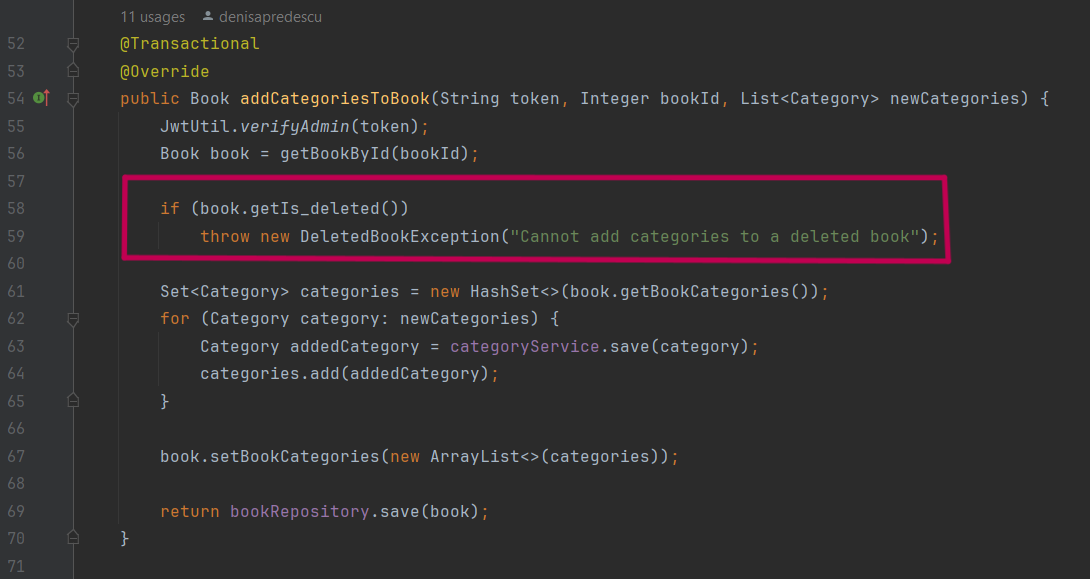 11 usages denisapredescu
52 @Transactional
53 @Override
54 public Book addCategoriesToBook(String token, Integer bookId, List<Category> newCategories) {
55 JwtUtil.verifyAdmin(token);
56 Book book = getBookById(bookId);
57
58 if (book.getIs_deleted())
59 throw new DeletedBookException("Cannot add categories to a deleted book");
60
61 Set<Category> categories = new HashSet<>(book.getBookCategories());
62 for (Category category: newCategories) {
63 Category addedCategory = categoryService.save(category);
64 categories.add(addedCategory);
65 }
66
67 book.setBookCategories(new ArrayList<>(categories));
68
69 return bookRepository.save(book);
70 }
71